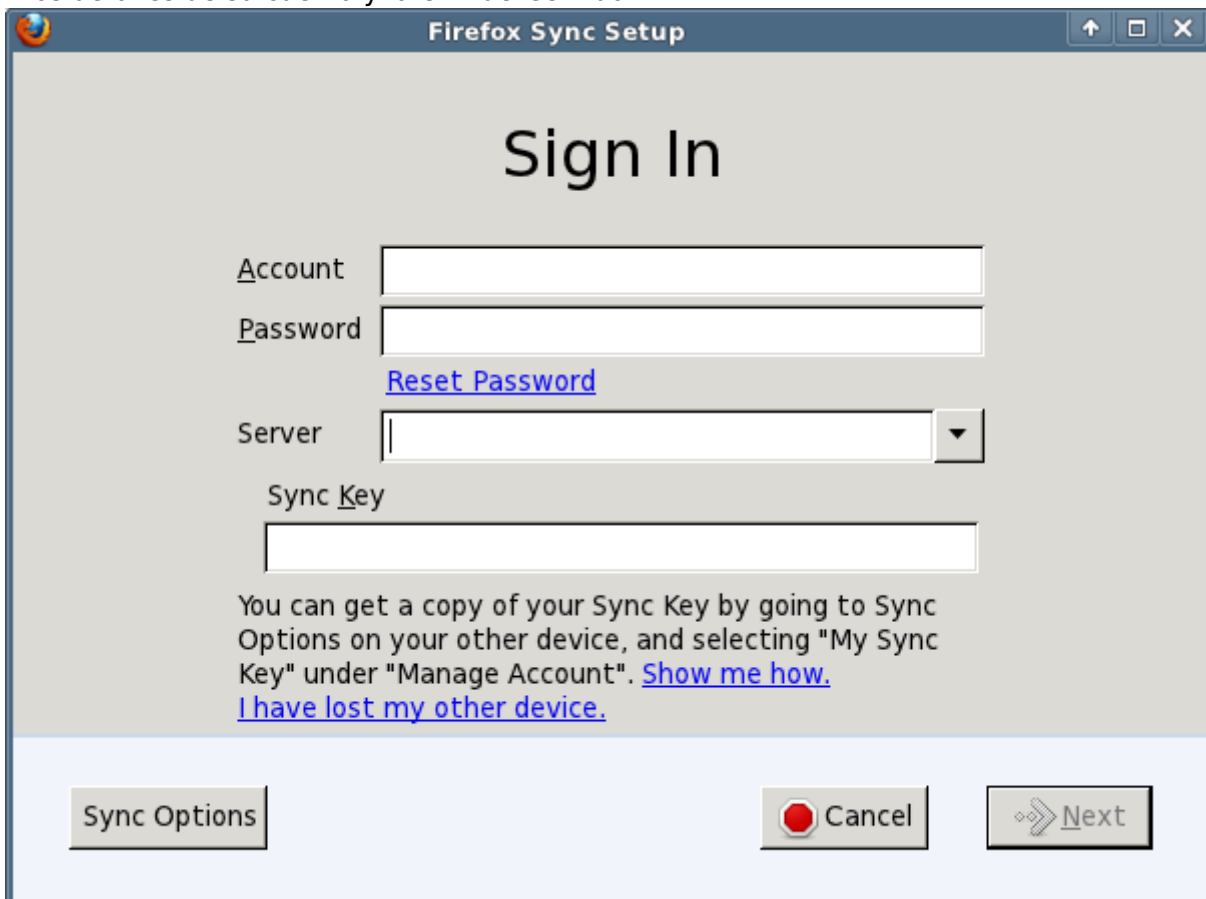 Firefox Sync Setup
Sign In
Account
Password
Reset Password
Server
Sync Key
You can get a copy of your Sync Key by going to Sync
Options on your other device, and selecting "My Sync
Key" under "Manage Account". Show me how.
I have lost my other device.
Sync Options
Cancel
Next